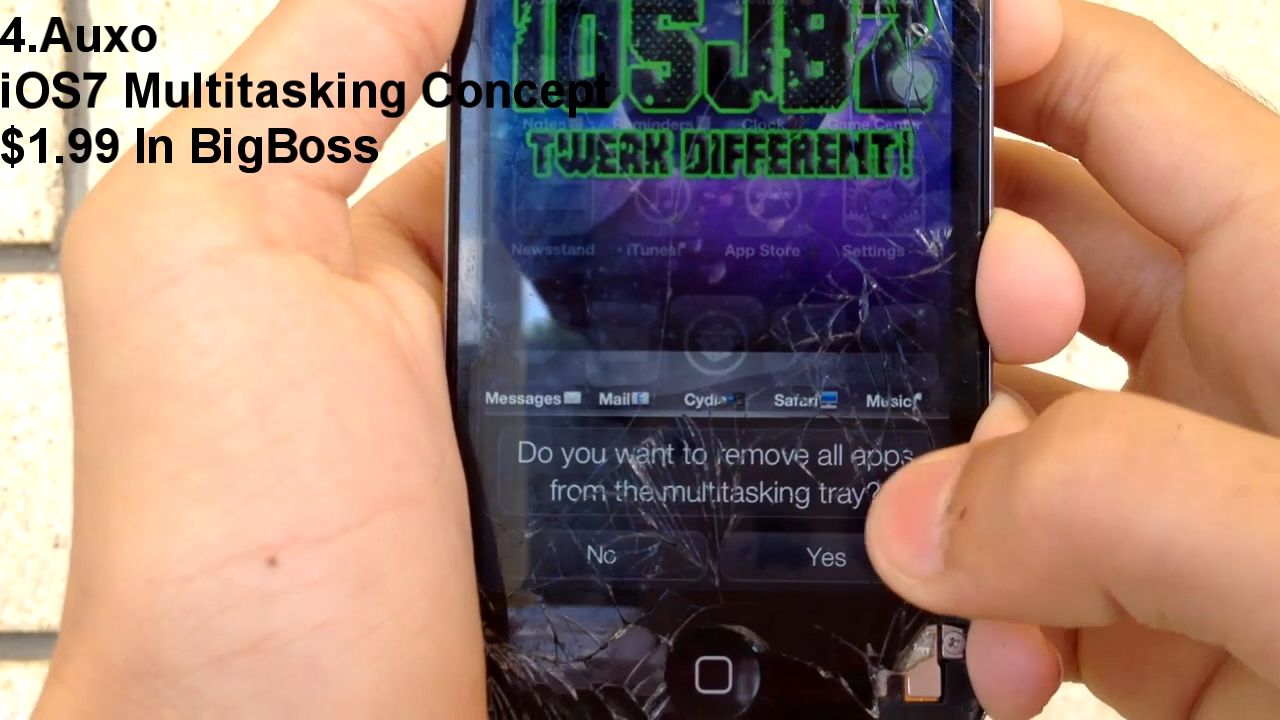 4.Auxo
iOS7 Multitasking Concept
$1.99 In BigBoss
iOSJB7
TWERK DIFFERENT!
Notes Reminders Clock Game Center
Newsstand iTunes App Store Settings
Messages Mail Cydia Safari Music
Do you want to remove all apps
from the multitasking tray?
No Yes